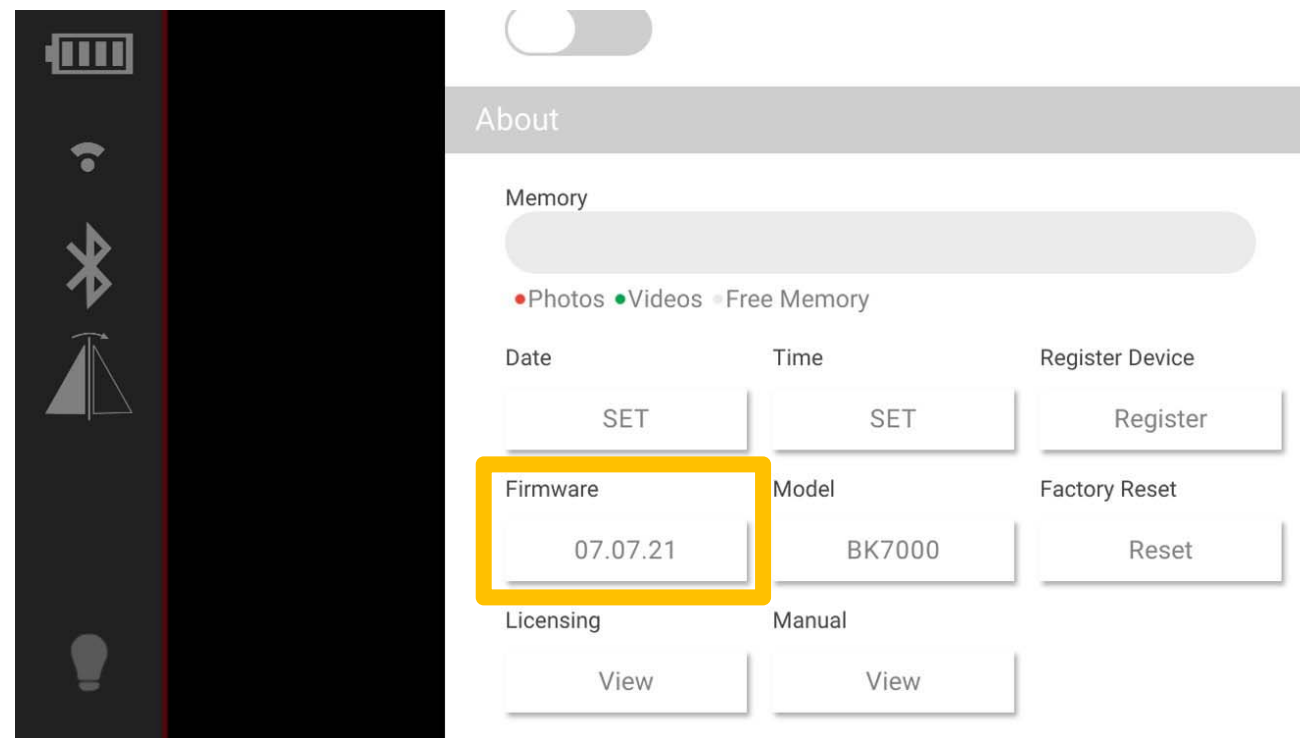 About
Memory
•Photos •Videos •Free Memory
Date Time Register Device
SET SET Register
Firmware Model Factory Reset
07.07.21 BK7000 Reset
Licensing Manual
View View